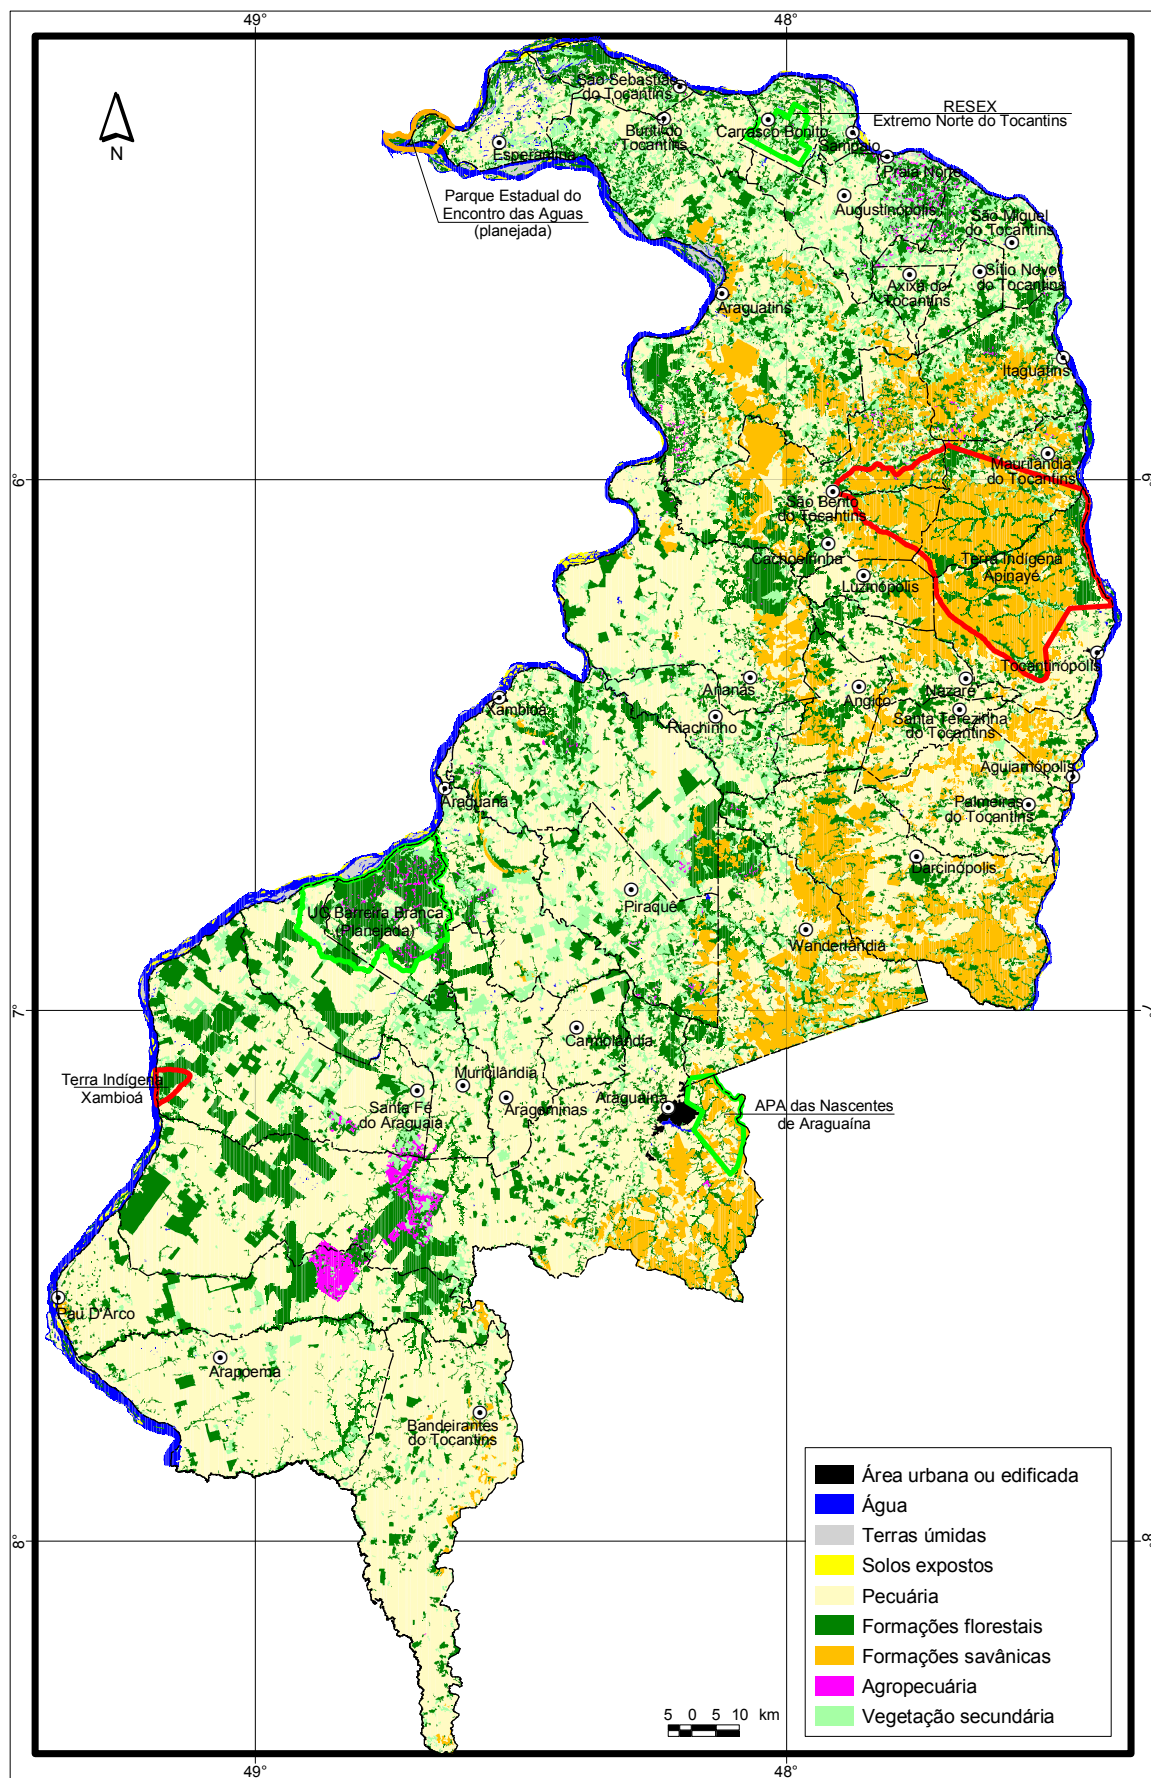 49°
48°
N
São Sebastião
do Tocantins
Buriti do
Tocantins
Esperantina
Carrasco Bonito
RESEX
Extremo Norte do Tocantins
Sampaio
Praia Norte
Parque Estadual do
Encontro das Aguas
(planejada)
Augustinópolis
São Miguel
do Tocantins
Axixá do
Tocantins
Sítio Novo
do Tocantins
Araguatins
Itaguatins
6°
6°
Maurilândia
do Tocantins
São Bento
do Tocantins
Cachoeirinha
Luzinópolis
Terra Indígena
Apinayé
Tocantinópolis
Ananás
Angico
Nazaré
Xambioá
Riachinho
Santa Terezinha
do Tocantins
Aguiarnópolis
Araguanã
Palmeiras
do Tocantins
Darcinópolis
UC Barreira Branca
(Planejada)
Piraquê
Wanderlândia
7°
7°
Carmolândia
Terra Indígena
Xambioá
Muricilândia
Santa Fé
do Araguaia
Aragominas
Araguaína
APA das Nascentes
de Araguaína
Pau D'Arco
Arapoema
Bandeirantes
do Tocantins
Área urbana ou edificada
Água
Terras úmidas
Solos expostos
Pecuária
Formações florestais
Formações savânicas
Agropecuária
Vegetação secundária
8°
8°
5 0 5 10 km
49°
48°